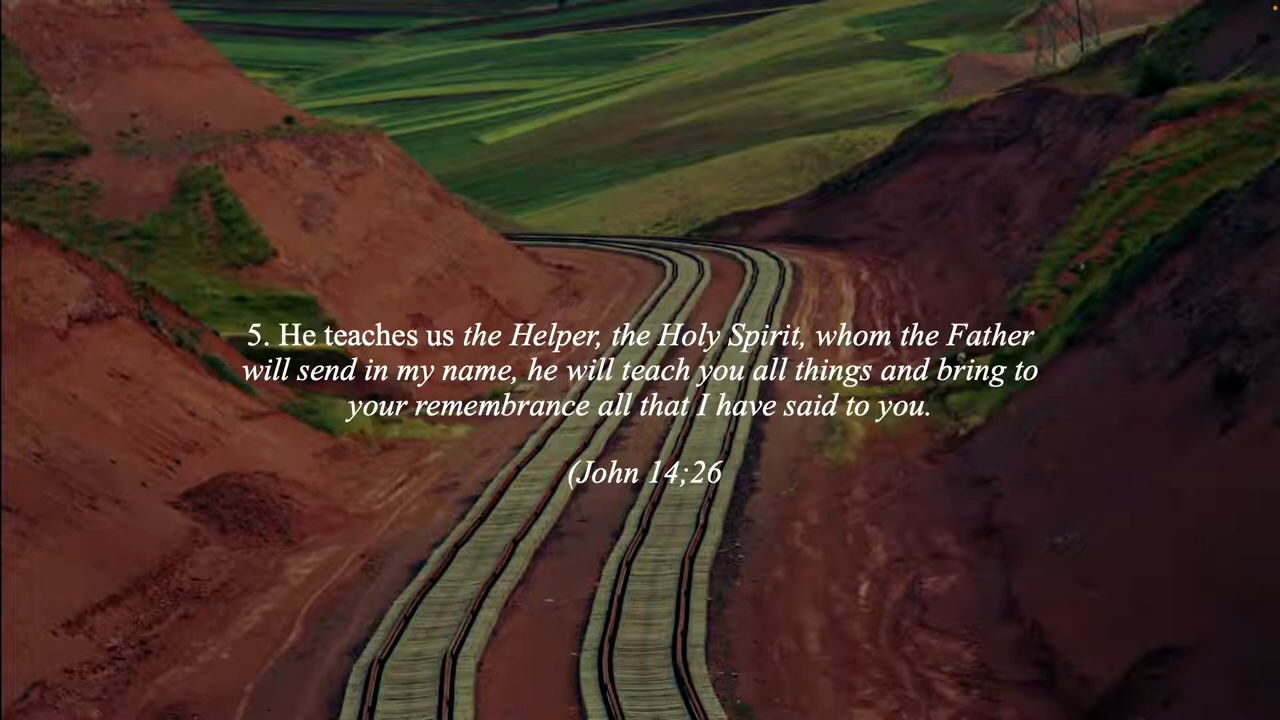 5. He teaches us the Helper, the Holy Spirit, whom the Father
will send in my name, he will teach you all things and bring to
your remembrance all that I have said to you.
(John 14;26